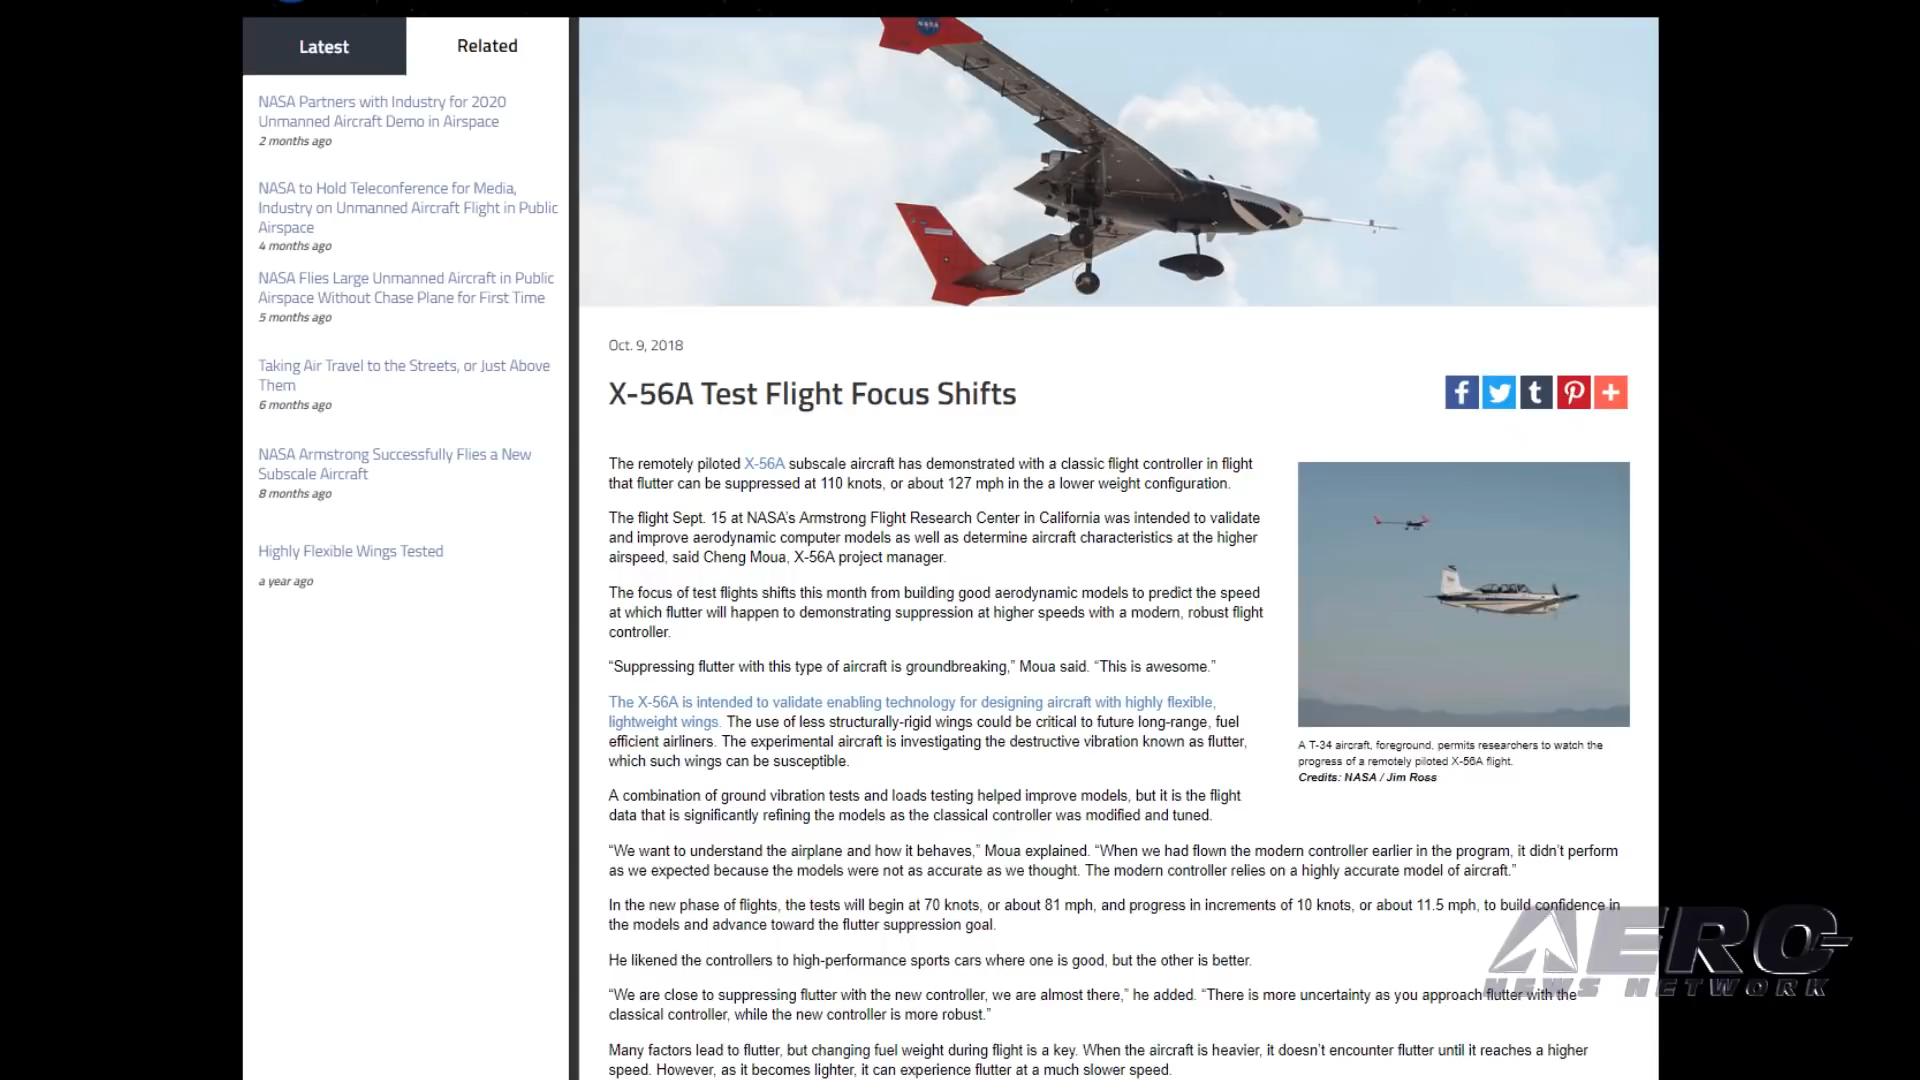 Latest
Related
NASA Partners with Industry for 2020
Unmanned Aircraft Demo in Airspace
2 months ago
NASA to Hold Teleconference for Media,
Industry on Unmanned Aircraft Flight in Public
Airspace
4 months ago
NASA Flies Large Unmanned Aircraft in Public
Airspace Without Chase Plane for First Time
5 months ago
Taking Air Travel to the Streets, or Just Above
Them
6 months ago
NASA Armstrong Successfully Flies a New
Subscale Aircraft
8 months ago
Highly Flexible Wings Tested
a year ago
NASA
Oct. 9, 2018
X-56A Test Flight Focus Shifts
The remotely piloted X-56A subscale aircraft has demonstrated with a classic flight controller in flight
that flutter can be suppressed at 110 knots, or about 127 mph in the a lower weight configuration.
The flight Sept. 15 at NASA's Armstrong Flight Research Center in California was intended to validate
and improve aerodynamic computer models as well as determine aircraft characteristics at the higher
airspeed, said Cheng Moua, X-56A project manager.
The focus of test flights shifts this month from building good aerodynamic models to predict the speed
at which flutter will happen to demonstrating suppression at higher speeds with a modern, robust flight
controller.
“Suppressing flutter with this type of aircraft is groundbreaking,” Moua said. “This is awesome.”
The X-56A is intended to validate enabling technology for designing aircraft with highly flexible,
lightweight wings. The use of less structurally-rigid wings could be critical to future long-range, fuel
efficient airliners. The experimental aircraft is investigating the destructive vibration known as flutter,
which such wings can be susceptible.
A T-34 aircraft, foreground, permits researchers to watch the
progress of a remotely piloted X-56A flight.
Credits: NASA / Jim Ross
A combination of ground vibration tests and loads testing helped improve models, but it is the flight
data that is significantly refining the models as the classical controller was modified and tuned.
“We want to understand the airplane and how it behaves,” Moua explained. “When we had flown the modern controller earlier in the program, it didn't perform
as we expected because the models were not as accurate as we thought. The modern controller relies on a highly accurate model of aircraft.”
In the new phase of flights, the tests will begin at 70 knots, or about 81 mph, and progress in increments of 10 knots, or about 11.5 mph, to build confidence in
the models and advance toward the flutter suppression goal.
He likened the controllers to high-performance sports cars where one is good, but the other is better.
“We are close to suppressing flutter with the new controller, we are almost there,” he added. “There is more uncertainty as you approach flutter with the
classical controller, while the new controller is more robust.”
Many factors lead to flutter, but changing fuel weight during flight is a key. When the aircraft is heavier, it doesn't encounter flutter until it reaches a higher
speed. However, as it becomes lighter, it can experience flutter at a much slower speed.
AERO
NEWS NETWORK